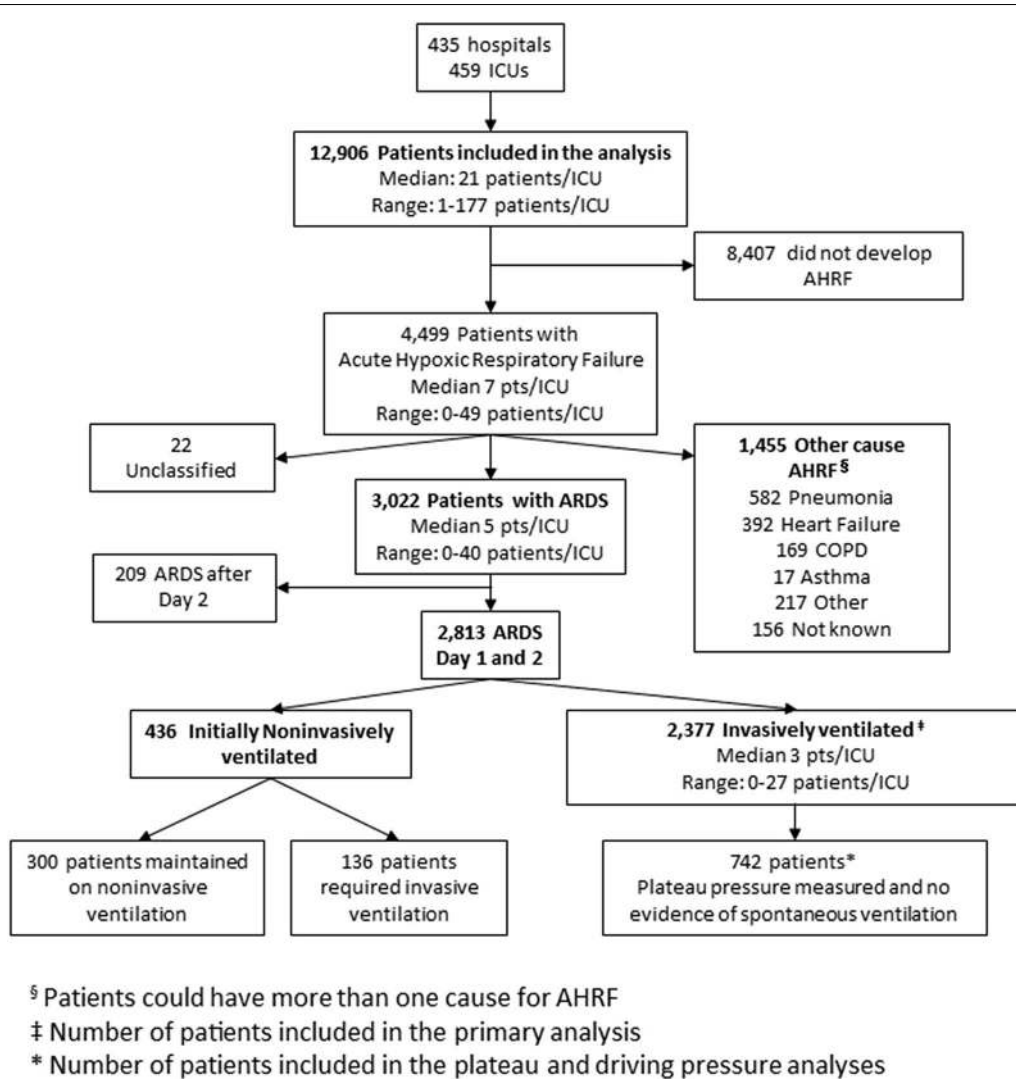 435 hospitals
459 ICUs
12,906 Patients included in the analysis
Median: 21 patients/ICU
Range: 1-177 patients/ICU
8,407 did not develop
AHRF
4,499 Patients with
Acute Hypoxic Respiratory Failure
Median 7 pts/ICU
Range: 0-49 patients/ICU
22
Unclassified
1,455 Other cause
AHRF§
582 Pneumonia
392 Heart Failure
169 COPD
17 Asthma
217 Other
156 Not known
3,022 Patients with ARDS
Median 5 pts/ICU
Range: 0-40 patients/ICU
209 ARDS after
Day 2
2,813 ARDS
Day 1 and 2
436 Initially Noninvasively
ventilated
2,377 Invasively ventilated‡
Median 3 pts/ICU
Range: 0-27 patients/ICU
300 patients maintained
on noninvasive
ventilation
136 patients
required invasive
ventilation
742 patients*
Plateau pressure measured and no
evidence of spontaneous ventilation
§ Patients could have more than one cause for AHRF
‡ Number of patients included in the primary analysis
* Number of patients included in the plateau and driving pressure analyses